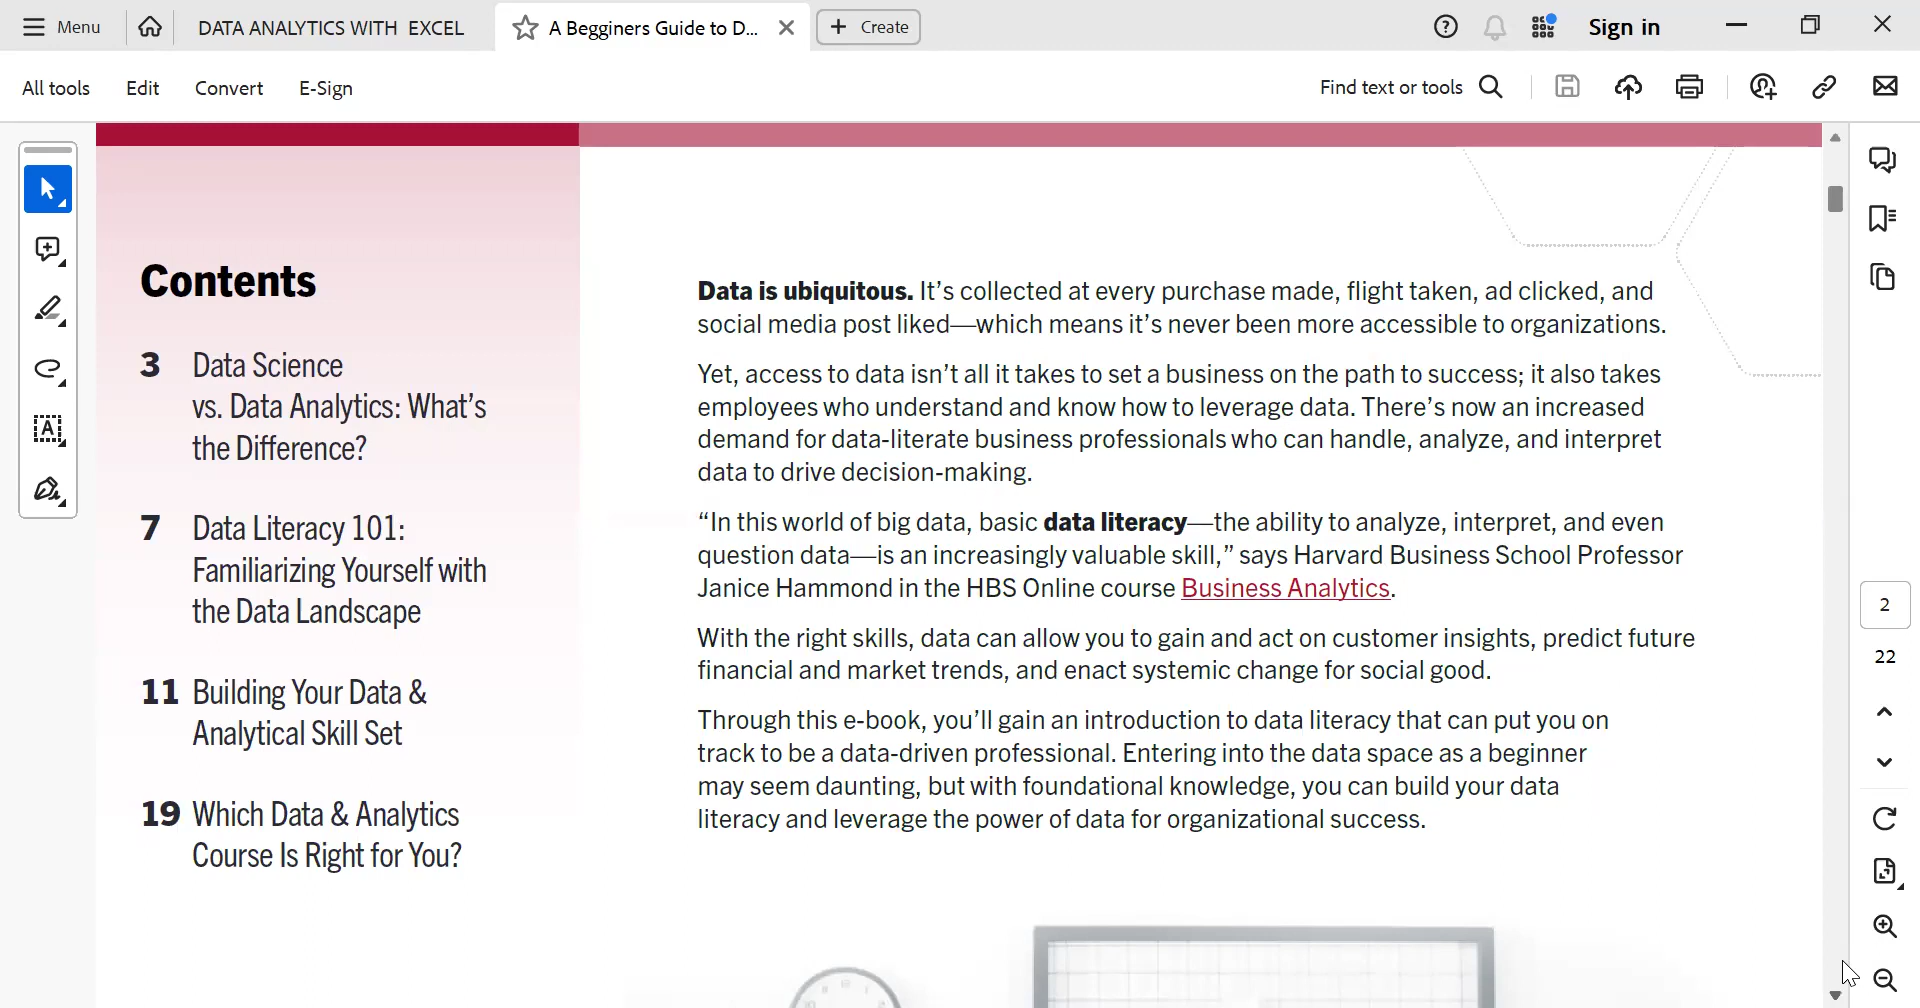 Menu
DATA ANALYTICS WITH EXCEL
A Begginers Guide to D...
Create
Sign in
All tools
Edit
Convert
E-Sign
Find text or tools
Contents
3 Data Science
vs. Data Analytics: What’s
the Difference?
7 Data Literacy 101:
Familiarizing Yourself with
the Data Landscape
11 Building Your Data &
Analytical Skill Set
19 Which Data & Analytics
Course Is Right for You?
Data is ubiquitous. It’s collected at every purchase made, flight taken, ad clicked, and
social media post liked—which means it’s never been more accessible to organizations.
Yet, access to data isn’t all it takes to set a business on the path to success; it also takes
employees who understand and know how to leverage data. There’s now an increased
demand for data-literate business professionals who can handle, analyze, and interpret
data to drive decision-making.
“In this world of big data, basic data literacy—the ability to analyze, interpret, and even
question data—is an increasingly valuable skill,” says Harvard Business School Professor
Janice Hammond in the HBS Online course Business Analytics.
With the right skills, data can allow you to gain and act on customer insights, predict future
financial and market trends, and enact systemic change for social good.
Through this e-book, you’ll gain an introduction to data literacy that can put you on
track to be a data-driven professional. Entering into the data space as a beginner
may seem daunting, but with foundational knowledge, you can build your data
literacy and leverage the power of data for organizational success.
2
22